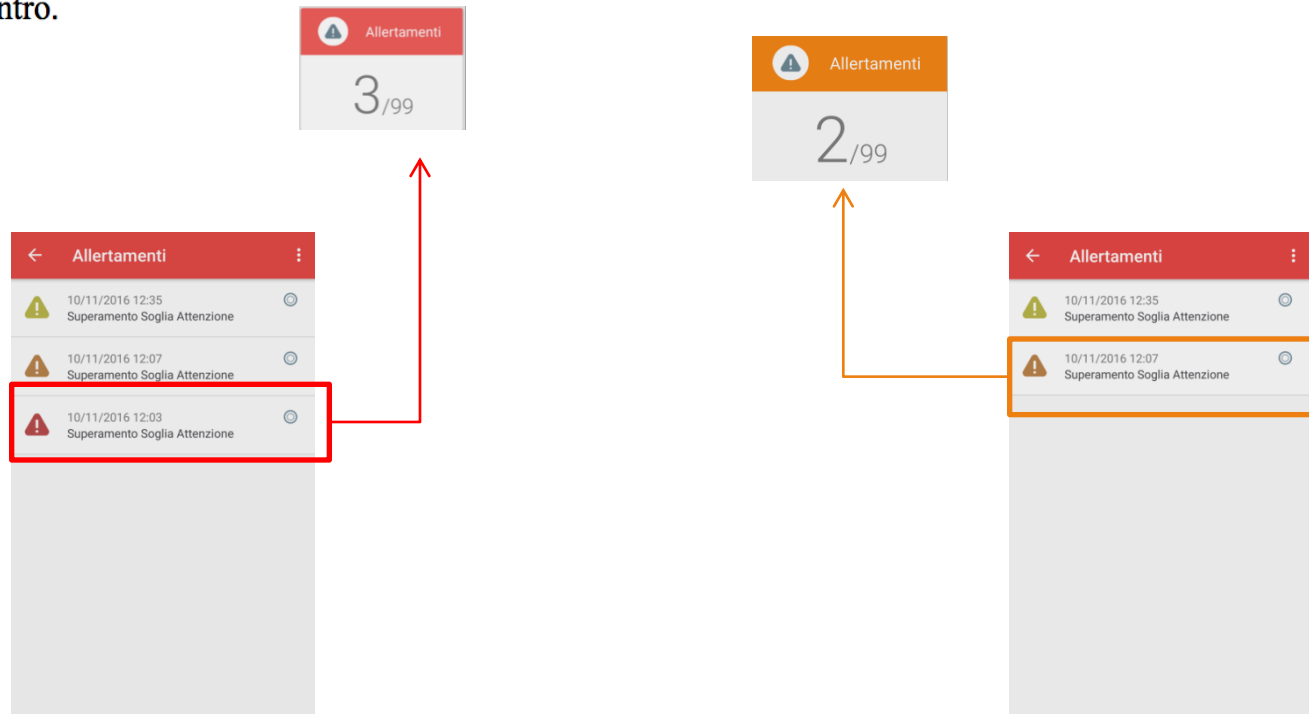 ntro.
Allertamenti
3/99
Allertamenti
2/99
Allertamenti
10/11/2016 12:35
Superamento Soglia Attenzione
10/11/2016 12:07
Superamento Soglia Attenzione
10/11/2016 12:03
Superamento Soglia Attenzione
Allertamenti
10/11/2016 12:35
Superamento Soglia Attenzione
10/11/2016 12:07
Superamento Soglia Attenzione